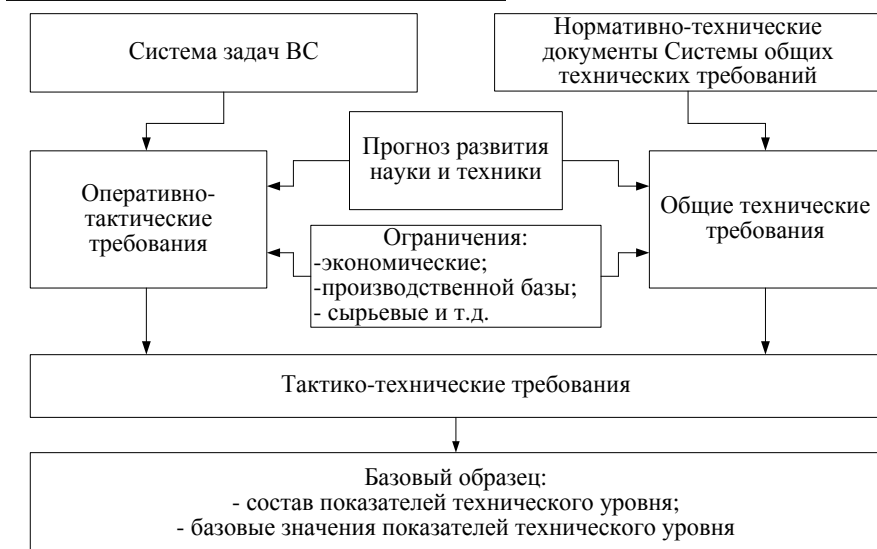 Система задач ВС
Нормативно-технические
документы Системы общих
технических требований
Прогноз развития
науки и техники
Оперативно-
тактические
требования
Общие технические
требования
Ограничения:
-экономические;
-производственной базы;
- сырьевые и т.д.
Тактико-технические требования
Базовый образец:
- состав показателей технического уровня;
- базовые значения показателей технического уровня